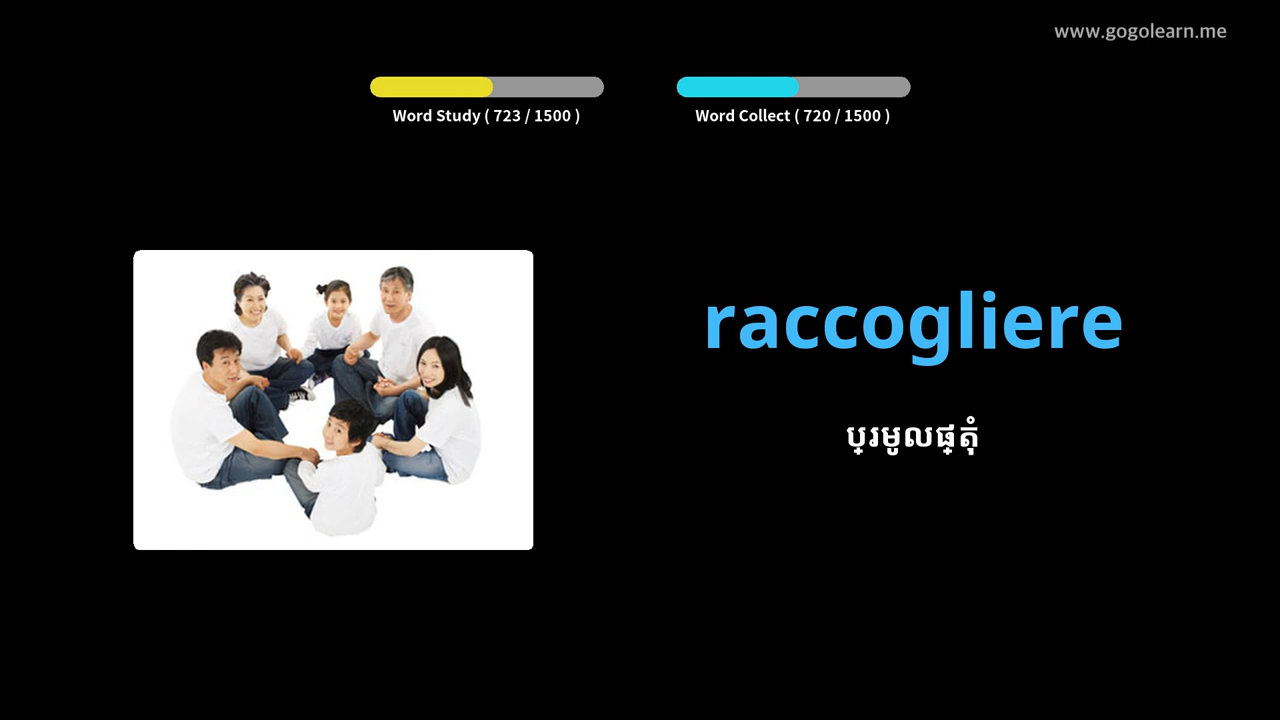 www.gogolearn.me
Word Study ( 723 / 1500 )
Word Collect ( 720 / 1500 )
raccogliere
ប្រមូលផ្តុំ